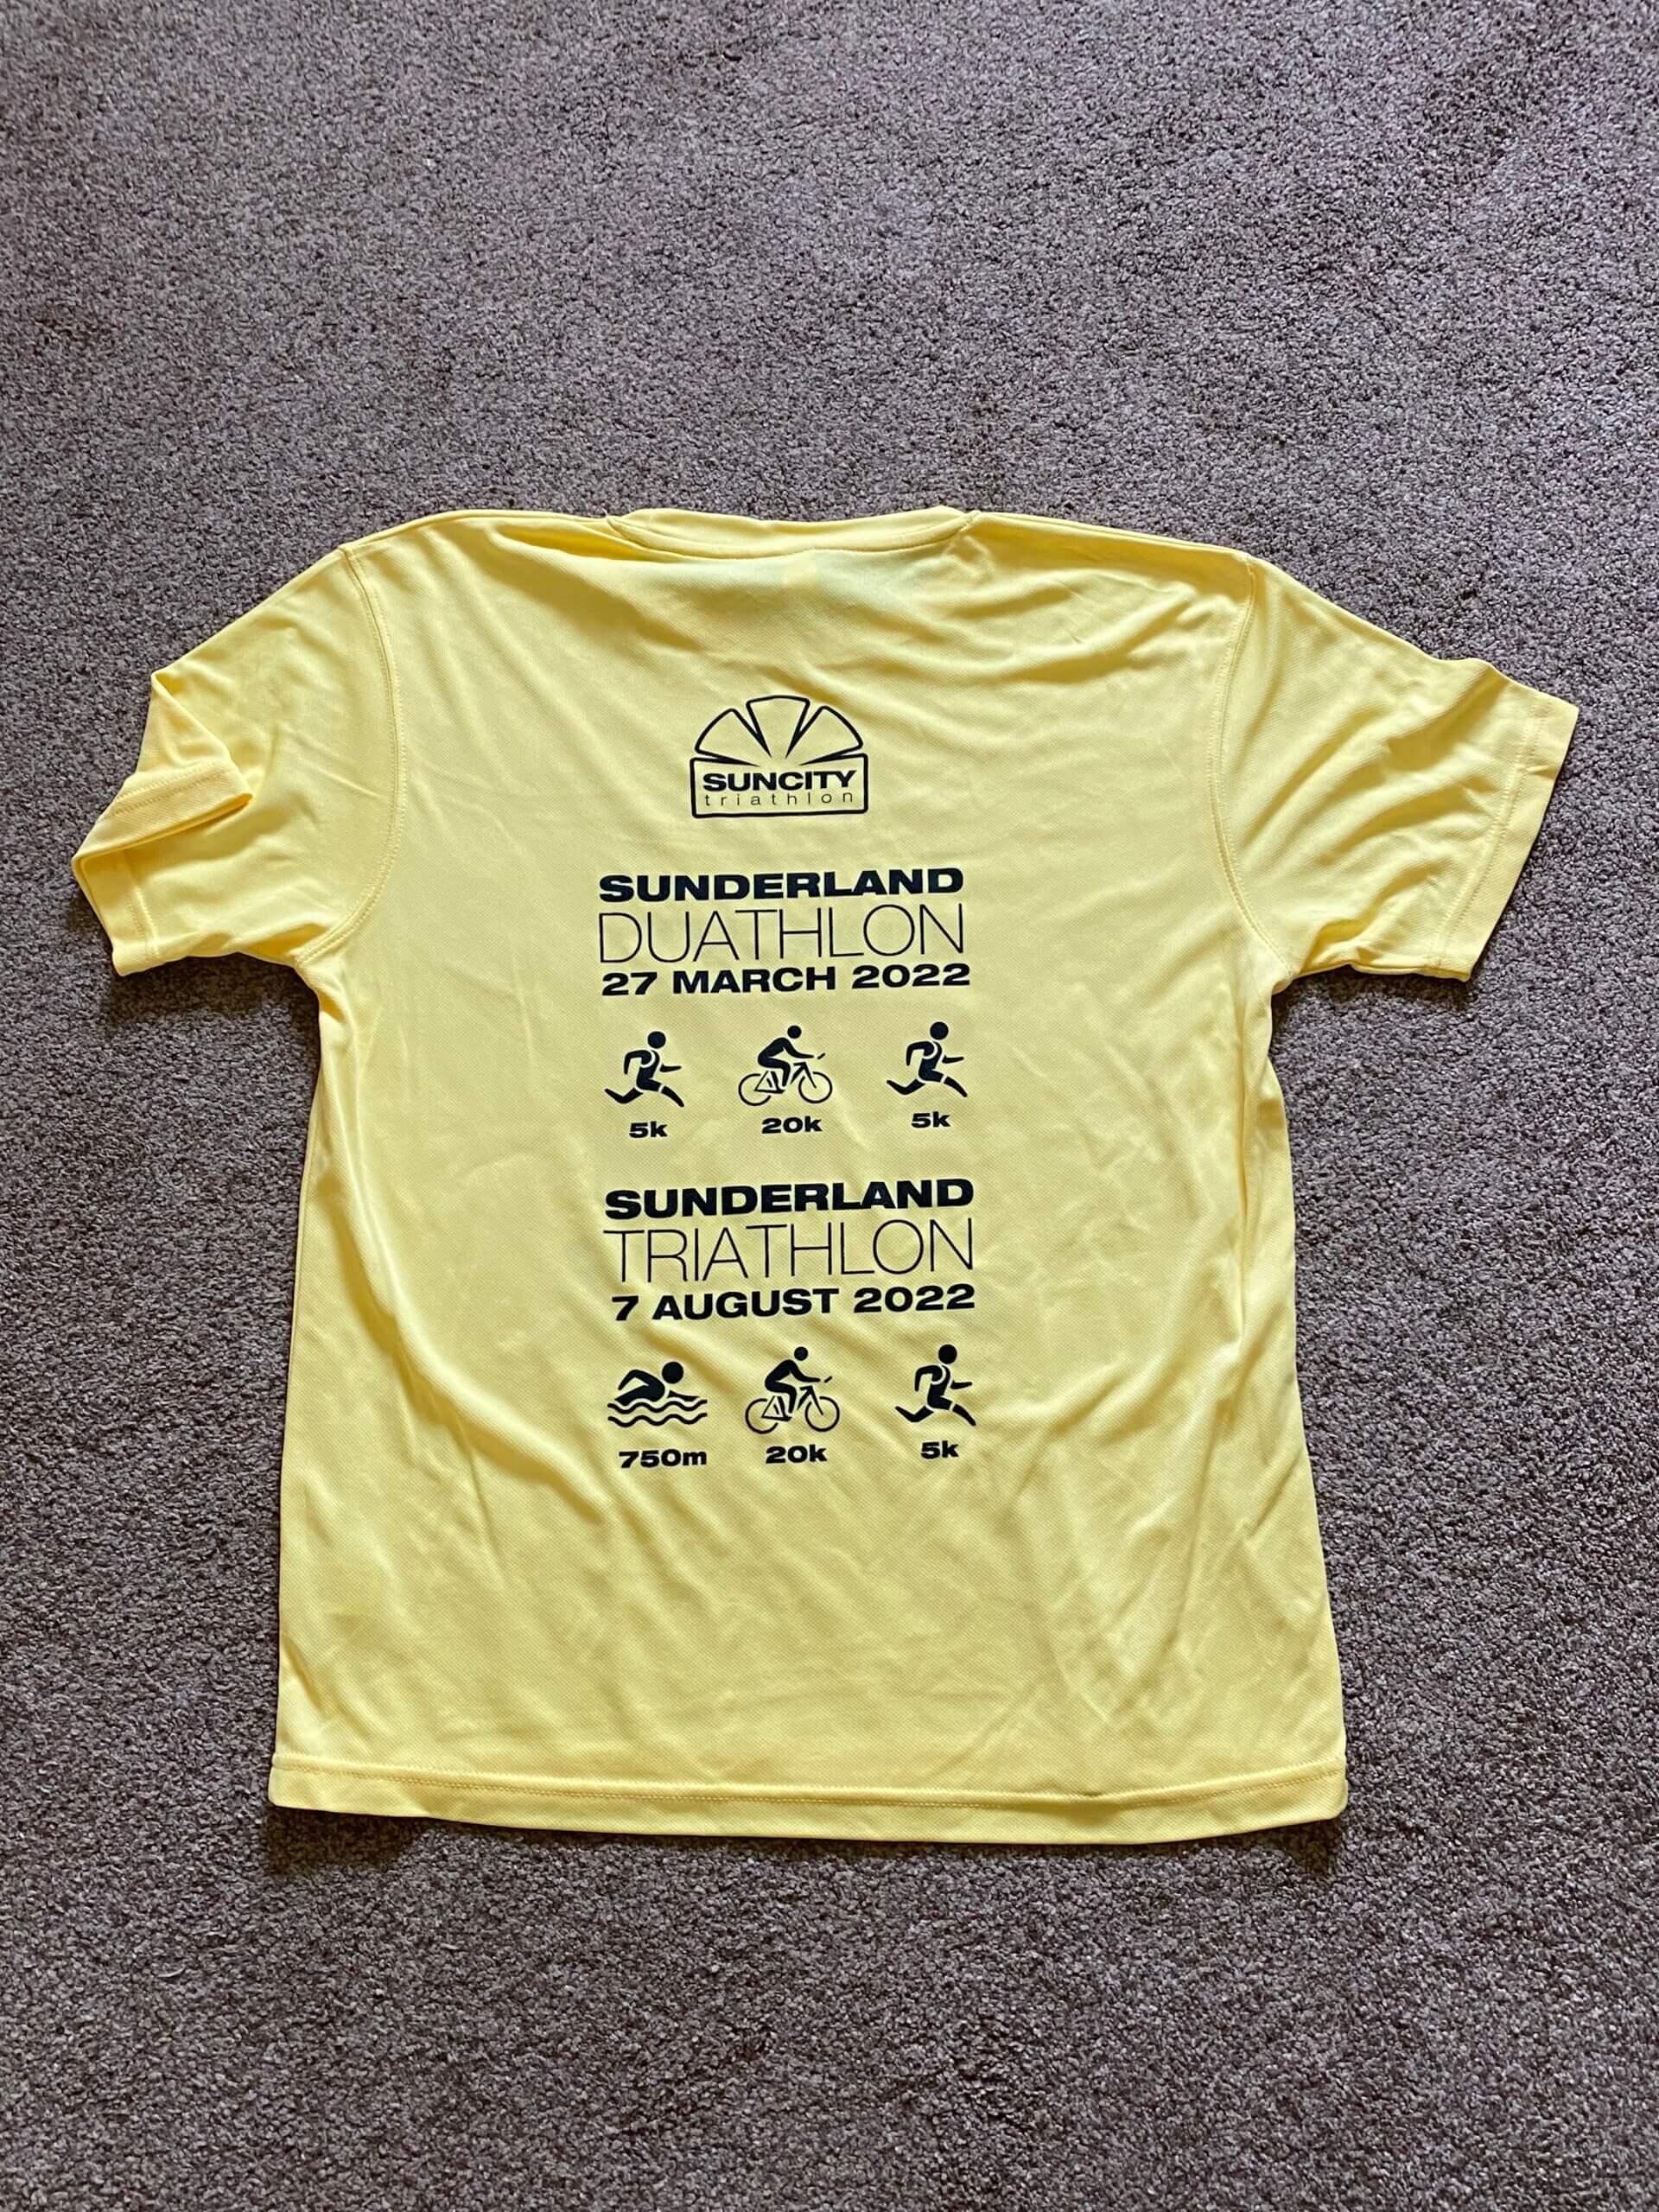 SUNCITY
triathlon
SUNDERLAND
DUATHLON
27 MARCH 2022
5k 20k 5k
SUNDERLAND
TRIATHLON
7 AUGUST 2022
750m 20k 5k